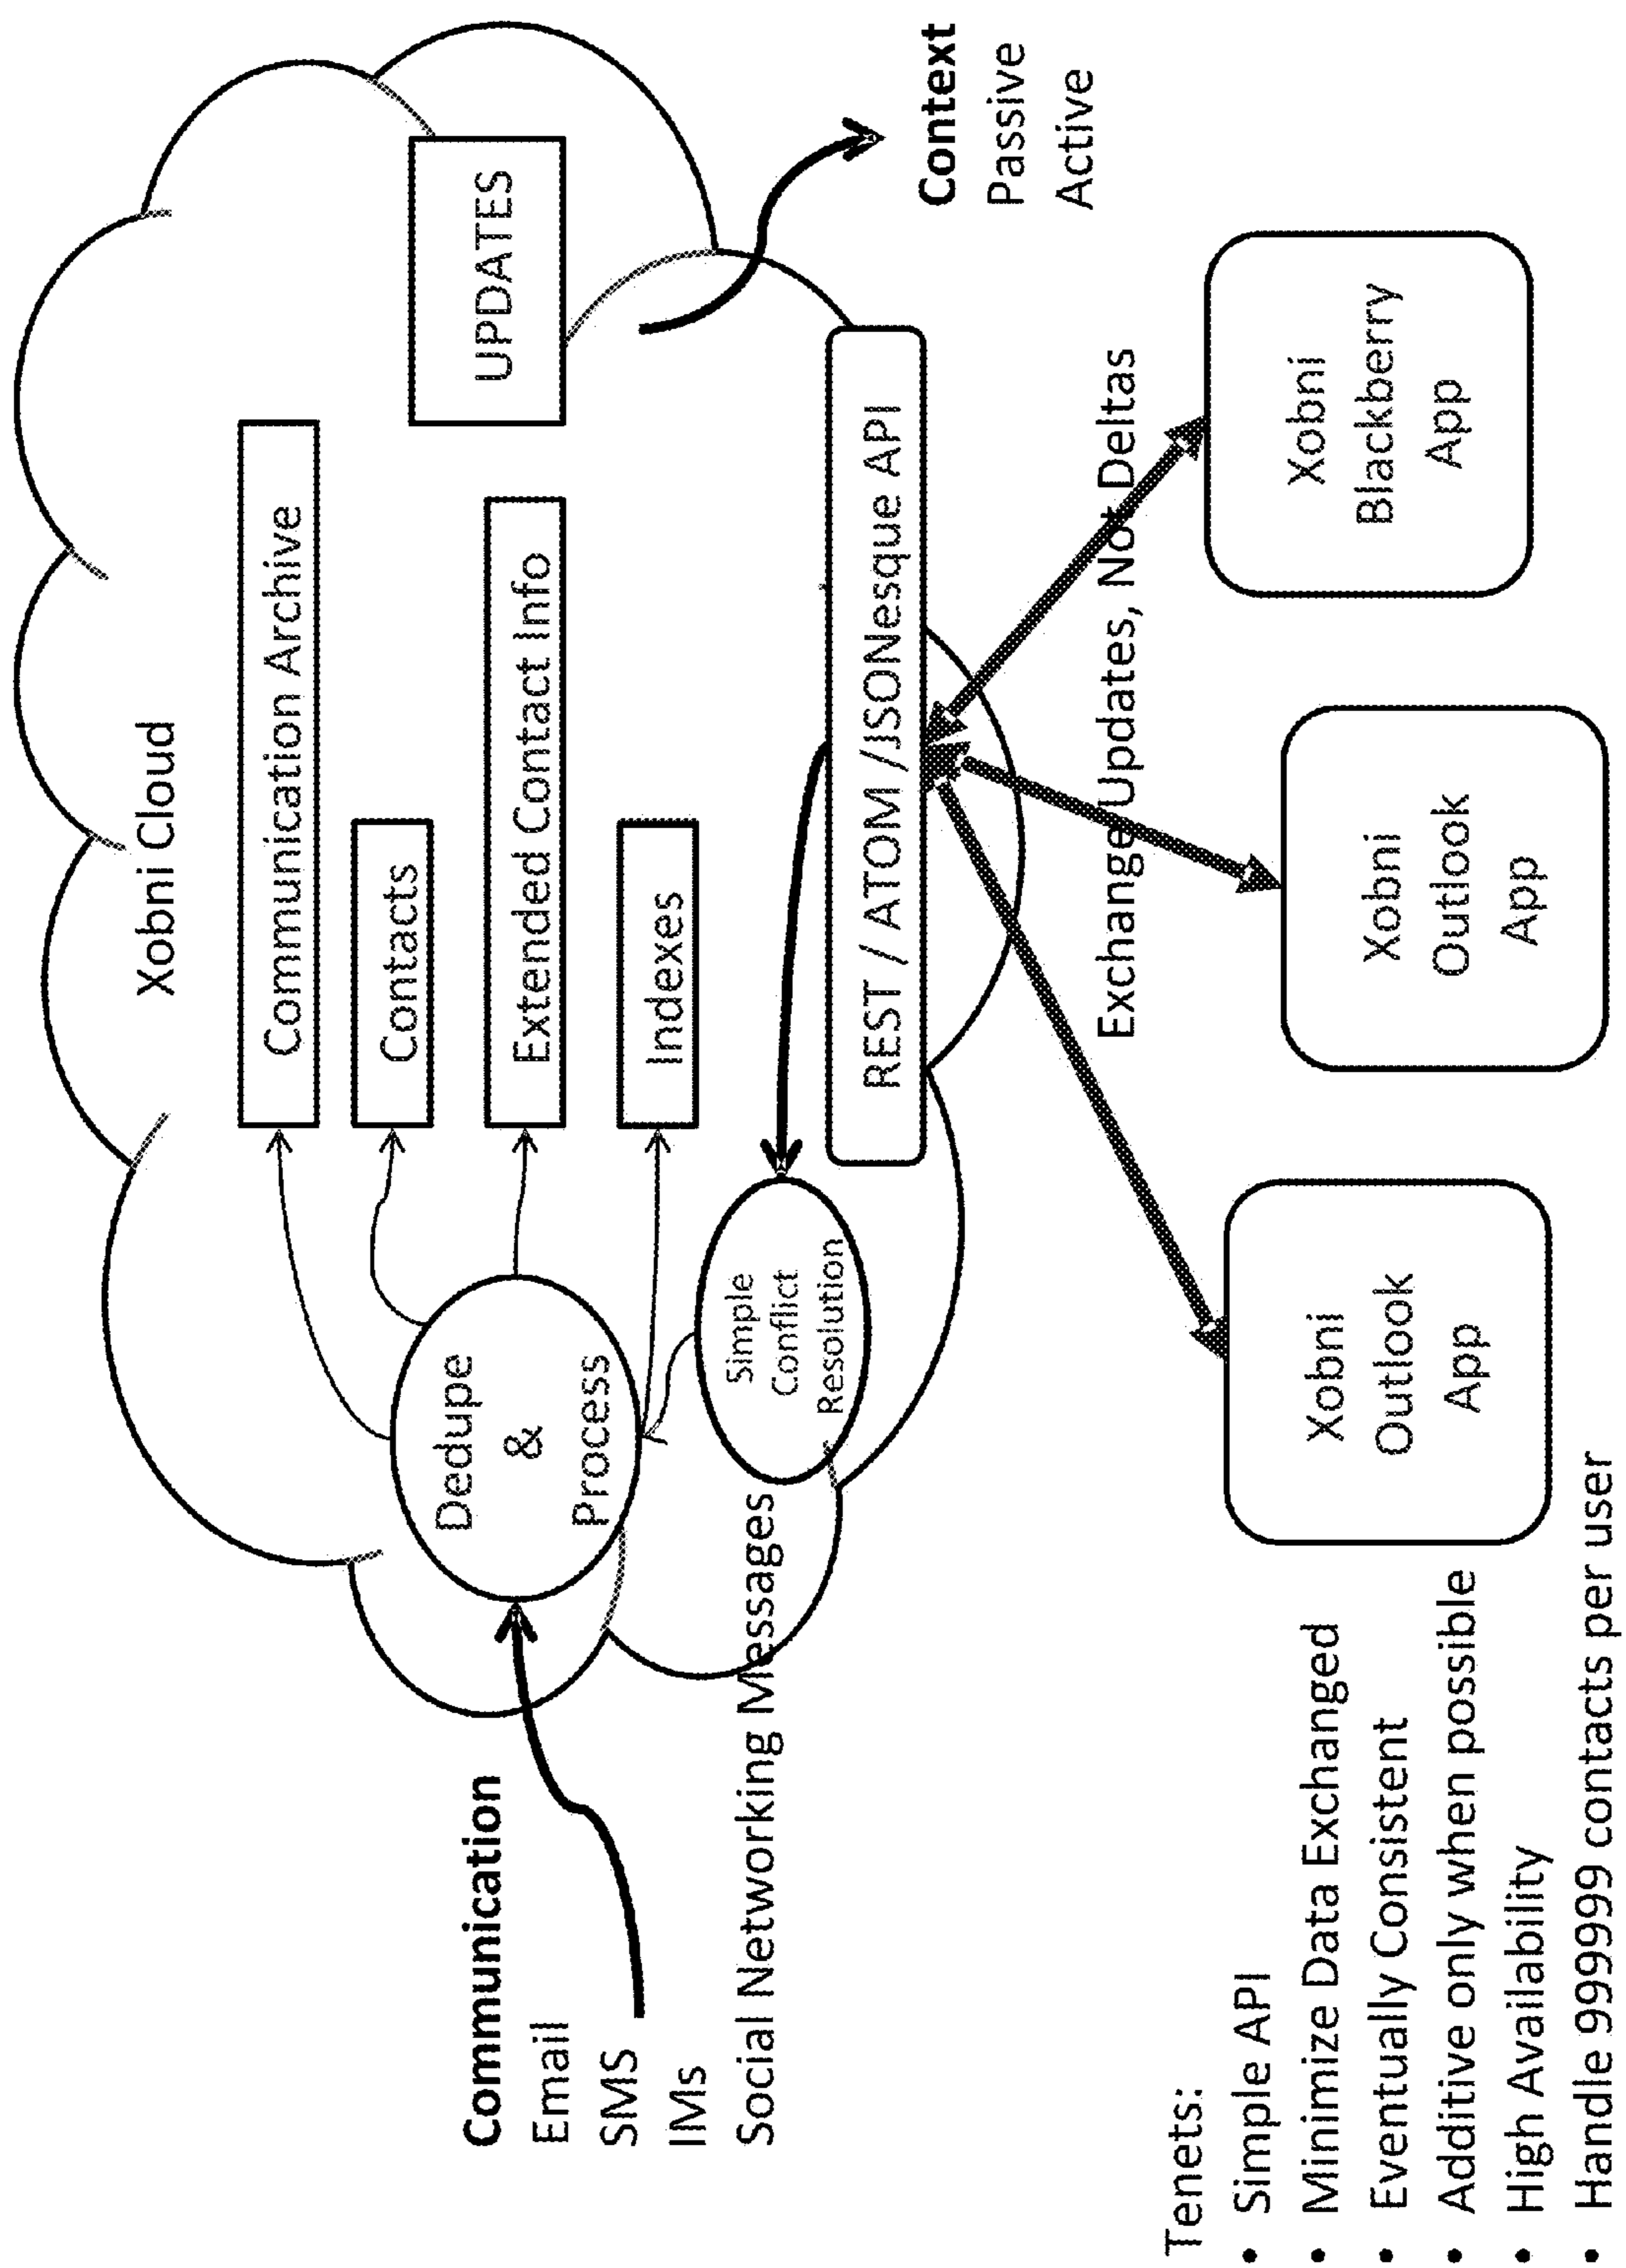 Xobni Cloud
Communication Archive
Contacts
Extended Contact Info
Indexes
UPDATES
Dedupe
&
Process
Simple
Conflict
Resolution
REST / ATOM /JSONesque API
Communication
Email
SMS
IMs
Social Networking Messages
Context
Passive
Active
Exchange Updates, Not Deltas
Xobni
Outlook
App
Xobni
Outlook
App
Xobni
Blackberry
App
Tenets:
• Simple API
• Minimize Data Exchanged
• Eventually Consistent
• Additive only when possible
• High Availability
• Handle 999999 contacts per user